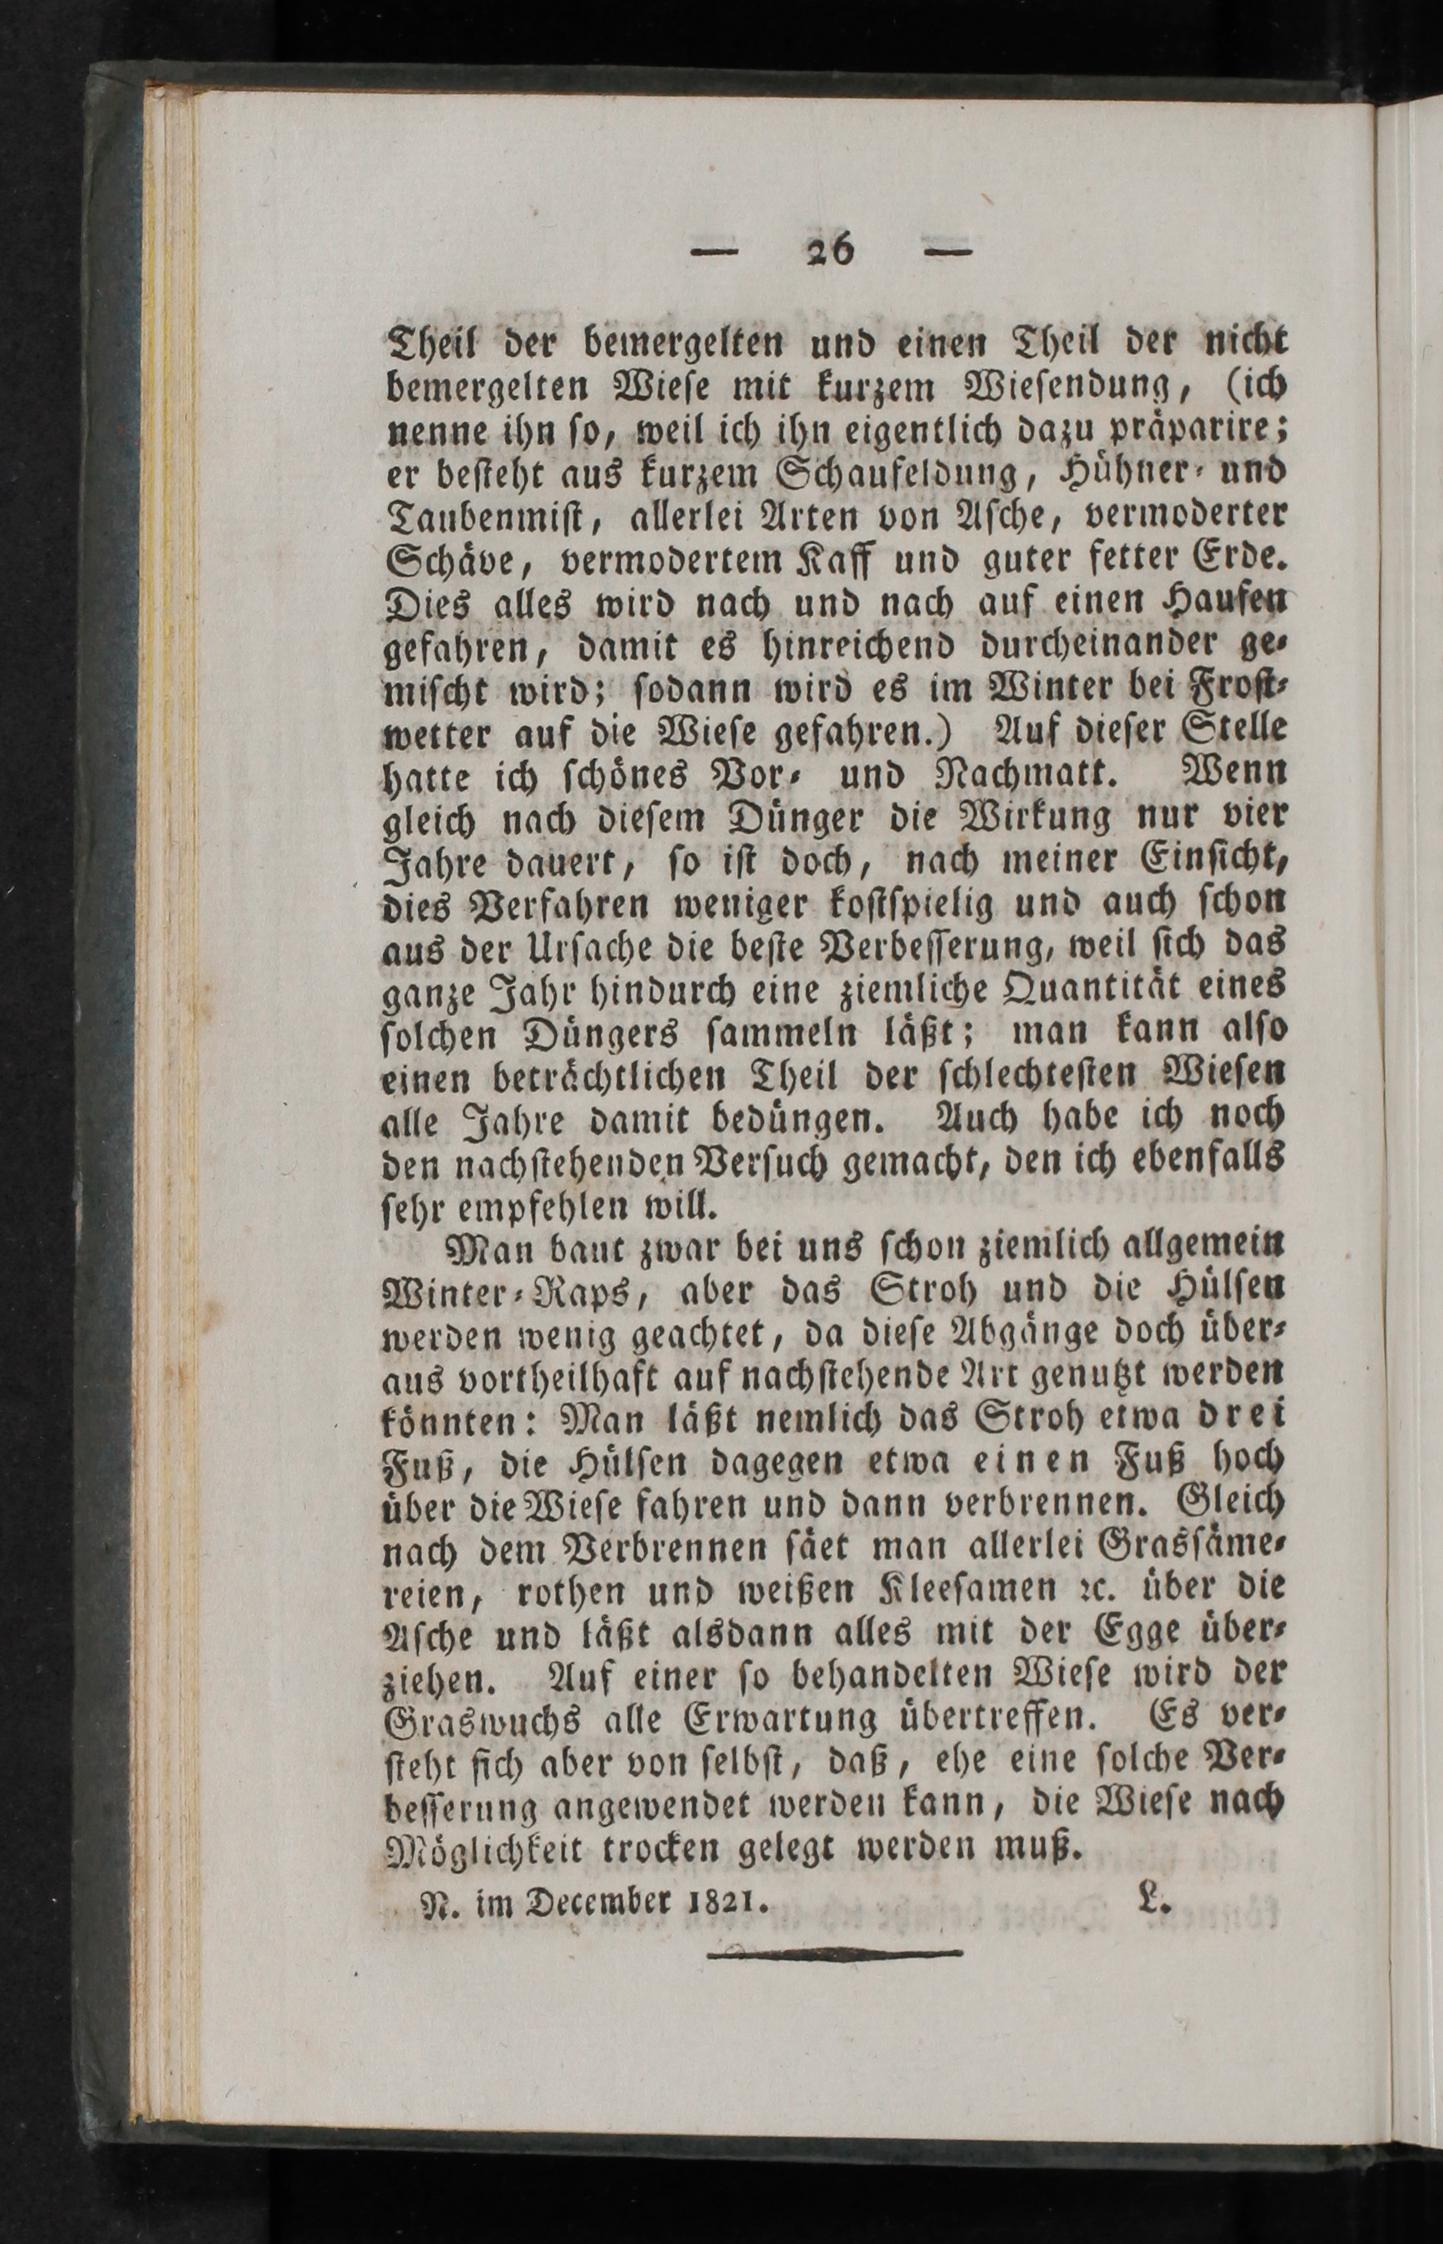 — 26 —
Theil der bemergelten und einen Theil der nicht
bemergelten Wiese mit kurzem Wiesendung, (ich
nenne ihn so, weil ich ihn eigentlich dazu präparire;
er besteht aus kurzem Schaufeldung, Hühner- und
Taubenmist, allerlei Arten von Asche, vermoderter
Schäve, vermodertem Kaff und guter fetter Erde.
Dies alles wird nach und nach auf einen Haufen
gefahren, damit es hinreichend durcheinander ge-
mischt wird; sodann wird es im Winter bei Frost-
wetter auf die Wiese gefahren.) Auf dieser Stelle
hatte ich schönes Vor- und Nachmatt. Wenn
gleich nach diesem Dünger die Wirkung nur vier
Jahre dauert, so ist doch, nach meiner Einsicht,
dies Verfahren weniger kostspielig und auch schon
aus der Ursache die beste Verbesserung, weil sich das
ganze Jahr hindurch eine ziemliche Quantität eines
solchen Düngers sammeln läßt; man kann also
einen beträchtlichen Theil der schlechtesten Wiesen
alle Jahre damit bedüngen. Auch habe ich noch
den nachstehenden Versuch gemacht, den ich ebenfalls
sehr empfehlen will.
Man baut zwar bei uns schon ziemlich allgemein
Winter-Raps, aber das Stroh und die Hülsen
werden wenig geachtet, da diese Abgänge doch über-
aus vortheilhaft auf nachstehende Art genutzt werden
könnten: Man läßt nemlich das Stroh etwa drei
Fuß, die Hülsen dagegen etwa einen Fuß hoch
über die Wiese fahren und dann verbrennen. Gleich
nach dem Verbrennen säet man allerlei Grassäme-
reien, rothen und weißen Kleesamen ꝛc. über die
Asche und läßt alsdann alles mit der Egge über-
ziehen. Auf einer so behandelten Wiese wird der
Graswuchs alle Erwartung übertreffen. Es ver-
steht sich aber von selbst, daß, ehe eine solche Ver-
besserung angewendet werden kann, die Wiese nach
Möglichkeit trocken gelegt werden muß.
N. im December 1821. L.